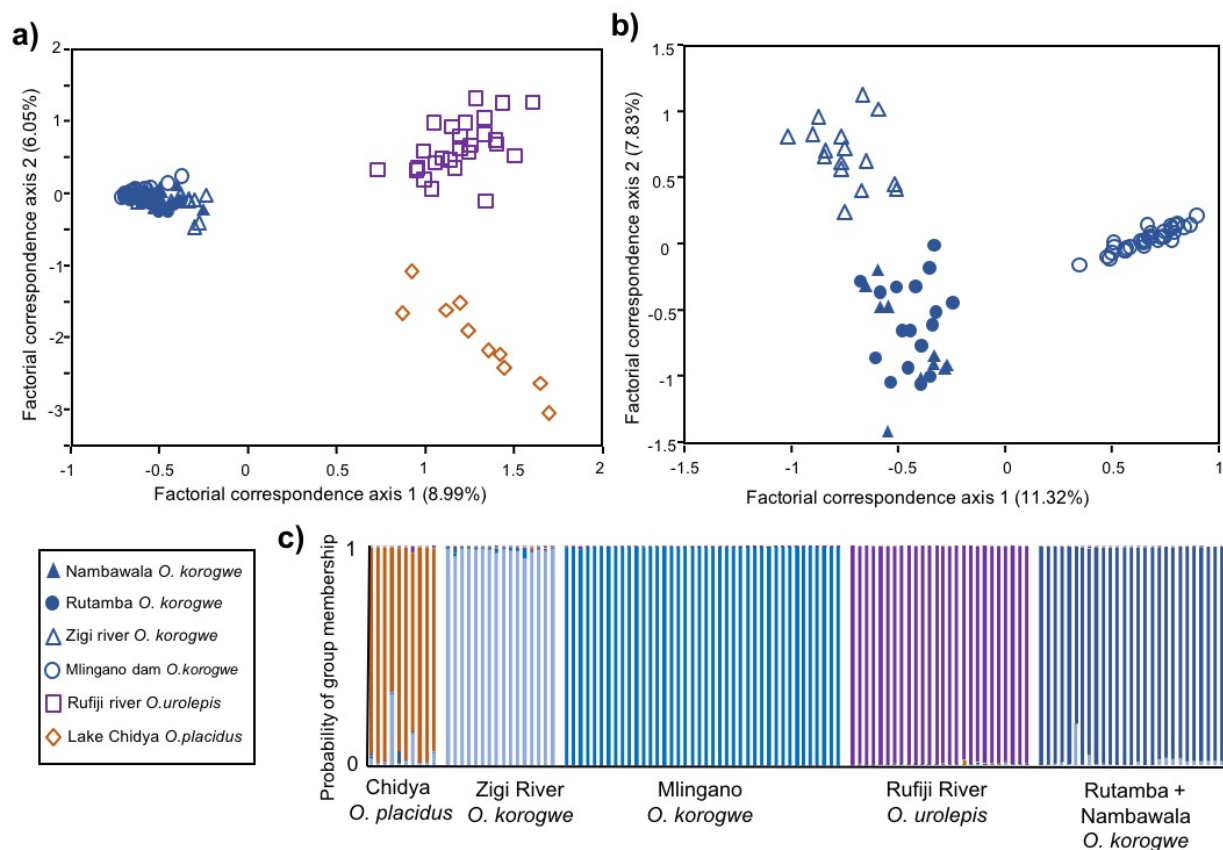 a)
Factorial correspondence axis 2 (6.05%)
2
1
0
-1
-2
-3
-1
-0.5
0
0.5
1
1.5
2
Factorial correspondence axis 1 (8.99%)
b)
Factorial correspondence axis 2 (7.83%)
1.5
1
0.5
0
-0.5
-1
-1.5
-1.5
-1
-0.5
0
0.5
1
Factorial correspondence axis 1 (11.32%)
Nambawala O. korogwe
Rutamba O. korogwe
Zigi river O. korogwe
Mlingano dam O.korogwe
Rufiji river O.urolepis
Lake Chidya O.placidus
c)
Probability of group membership
1
0
Chidya
O. placidus
Zigi River
O. korogwe
Mlingano
O. korogwe
Rufiji River
O. urolepis
Rutamba +
Nambawala
O. korogwe